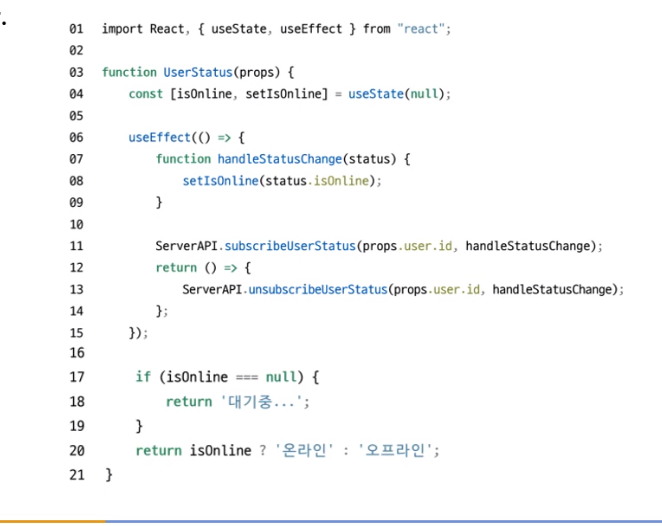 01 import React, { useState, useEffect } from "react";
02
03 function UserStatus(props) {
04     const [isOnline, setIsOnline] = useState(null);
05
06     useEffect(() => {
07         function handleStatusChange(status) {
08             setIsOnline(status.isOnline);
09         }
10
11         ServerAPI.subscribeUserStatus(props.user.id, handleStatusChange);
12         return () => {
13             ServerAPI.unsubscribeUserStatus(props.user.id, handleStatusChange);
14         };
15     });
16
17     if (isOnline === null) {
18         return '대기중...';
19     }
20     return isOnline ? '온라인' : '오프라인';
21 }